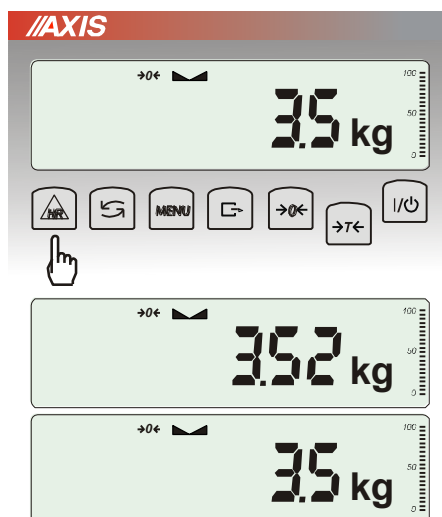 //AXIS
→0← 100
50
3.5 kg
0
HR MENU →0← →T← I/⏻
→0← 100
50
3.52 kg
0
→0← 100
50
3.5 kg
0